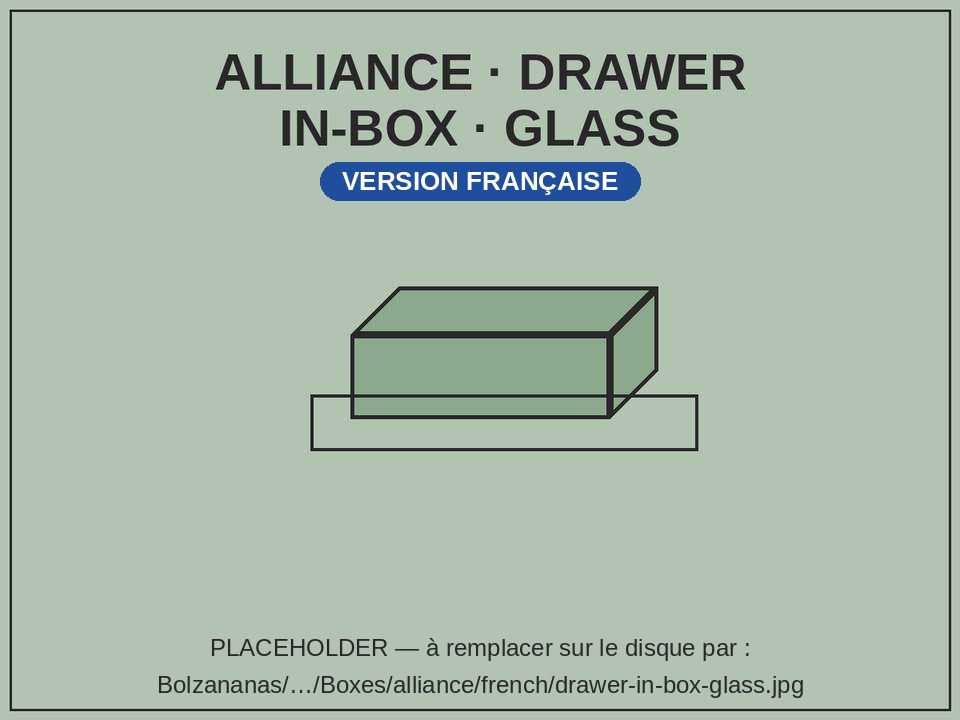 ALLIANCE · DRAWER
IN-BOX · GLASS
VERSION FRANÇAISE
PLACEHOLDER — à remplacer sur le disque par :
Bolzananas/…/Boxes/alliance/french/drawer-in-box-glass.jpg